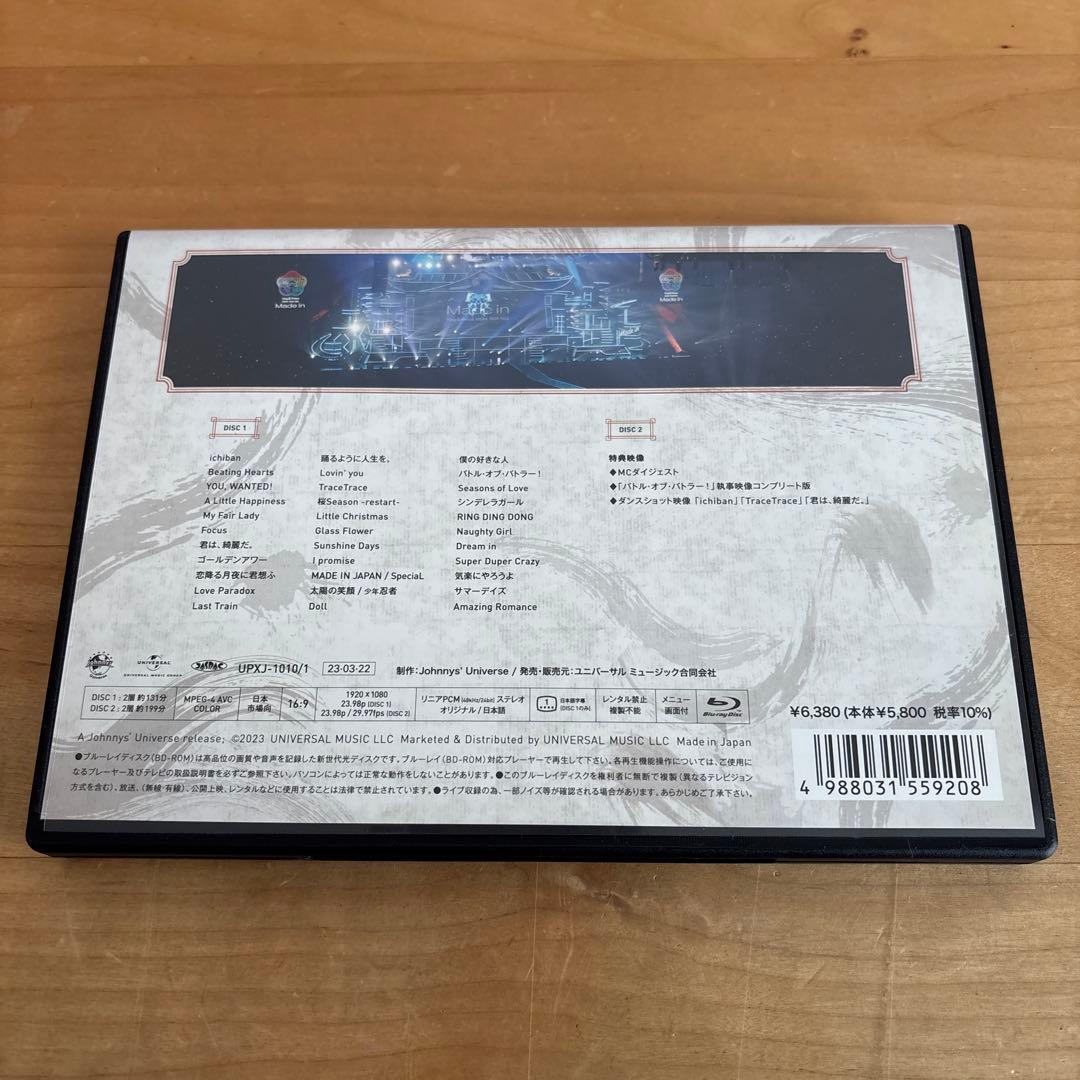 Made in
Made in
Made in
DISC 1
ichiban
Beating Hearts
YOU, WANTED!
A Little Happiness
My Fair Lady
Focus
君は、綺麗だ。
ゴールデンアワー
恋降る月夜に君想ふ
Love Paradox
Last Train
踊るように人生を。
Lovin' you
TraceTrace
桜Season -restart-
Little Christmas
Glass Flower
Sunshine Days
I promise
MADE IN JAPAN / SpeciaL
太陽の笑顔 / 少年忍者
Doll
僕の好きな人
バトル・オブ・バトラー!
Seasons of Love
シンデレラガール
RING DING DONG
Naughty Girl
Dream in
Super Duper Crazy
気楽にやろうよ
サマーデイズ
Amazing Romance
DISC 2
特典映像
◆MCダイジェスト
◆「バトル・オブ・バトラー!」執事映像コンプリート版
◆ダンスショット映像 「ichiban」「TraceTrace」「君は、綺麗だ。」
UNIVERSAL
UNIVERSAL MUSIC GROUP
JASRAC
UPXJ-1010/1
23·03·22
制作:Johnnys' Universe / 発売・販売元:ユニバーサル ミュージック合同会社
DISC 1 : 2層 約131分
DISC 2 : 2層 約199分
MPEG-4 AVC
COLOR
日本
市場向
16:9
1920×1080
23.98p (DISC 1)
23.98p / 29.97fps (DISC 2)
リニアPCM (48kHz/24bit) ステレオ
オリジナル / 日本語
1
日本語字幕
(DISC 1のみ)
レンタル禁止
複製不能
メニュー
画面付
Blu-ray Disc
¥6,380 (本体¥5,800 税率10%)
A Johnnys' Universe release; ©2023 UNIVERSAL MUSIC LLC Marketed & Distributed by UNIVERSAL MUSIC LLC Made in Japan
●ブルーレイディスク(BD-ROM)は高品位の画質や音声を記録した新世代光ディスクです。ブルーレイ(BD-ROM)対応プレーヤーで再生して下さい。各再生機能操作については、ご使用に
なるプレーヤー及びテレビの取扱説明書を必ずご参照下さい。パソコンによっては正常な動作をしないことがあります。●このブルーレイディスクを権利者に無断で複製(異なるテレビジョン
方式を含む)、放送、(無線・有線)、公開上映、レンタルなどに使用することは法律で禁止されています。●ライブ収録の為、一部ノイズ等が確認される場合があります。あらかじめご了承下さい。
4 988031 559208